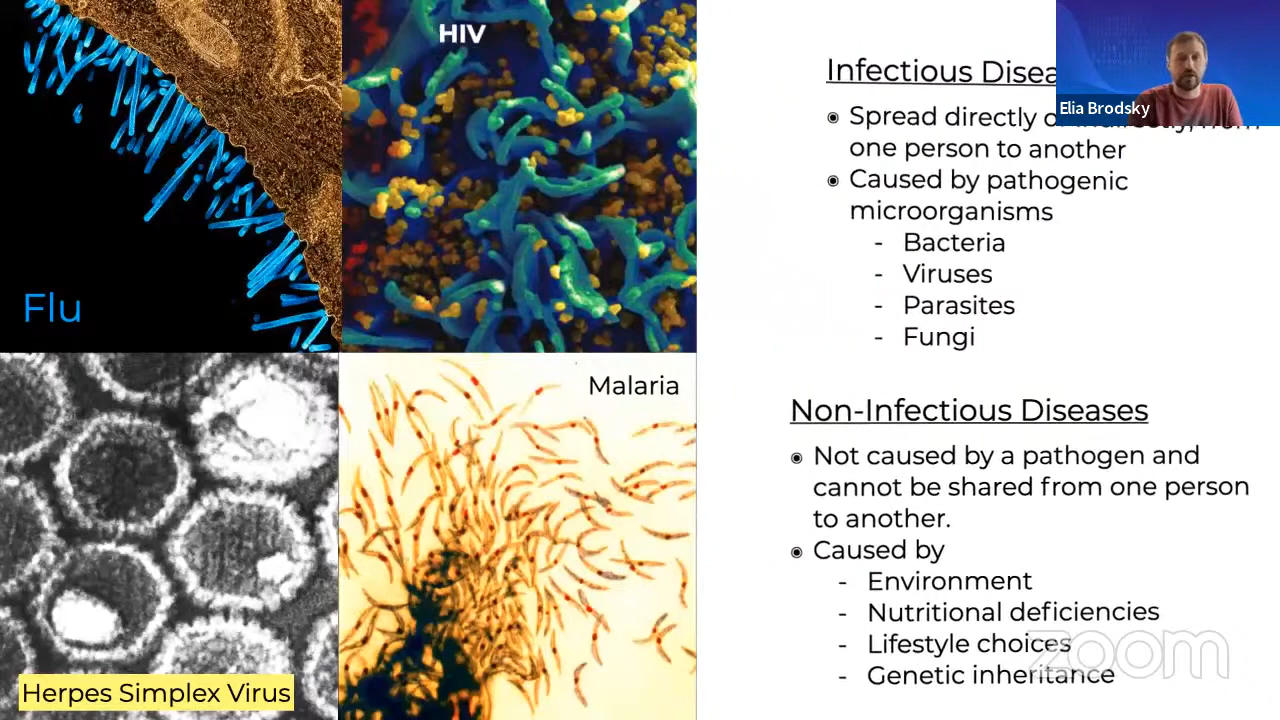 Flu
HIV
Herpes Simplex Virus
Malaria
Infectious
Spread directly
one person to another
Caused by pathogenic
microorganisms
- Bacteria
- Viruses
- Parasites
- Fungi
Non-Infectious Diseases
Not caused by a pathogen and
cannot be shared from one person
to another.
Caused by
- Environment
- Nutritional deficiencies
- Lifestyle choices
- Genetic inheritance
Elia Brodsky
zoom